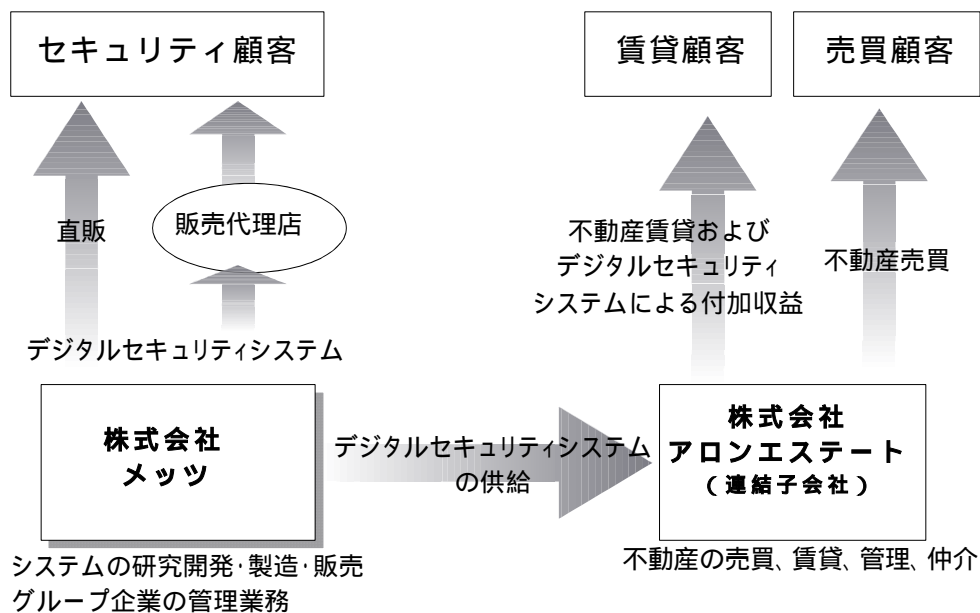 セキュリティ顧客
賃貸顧客
売買顧客
直販
販売代理店
不動産賃貸および
デジタルセキュリティ
システムによる付加収益
不動産売買
デジタルセキュリティシステム
株式会社
メッツ
デジタルセキュリティシステム
の供給
株式会社
アロンエステート
(連結子会社)
システムの研究開発・製造・販売
グループ企業の管理業務
不動産の売買、賃貸、管理、仲介